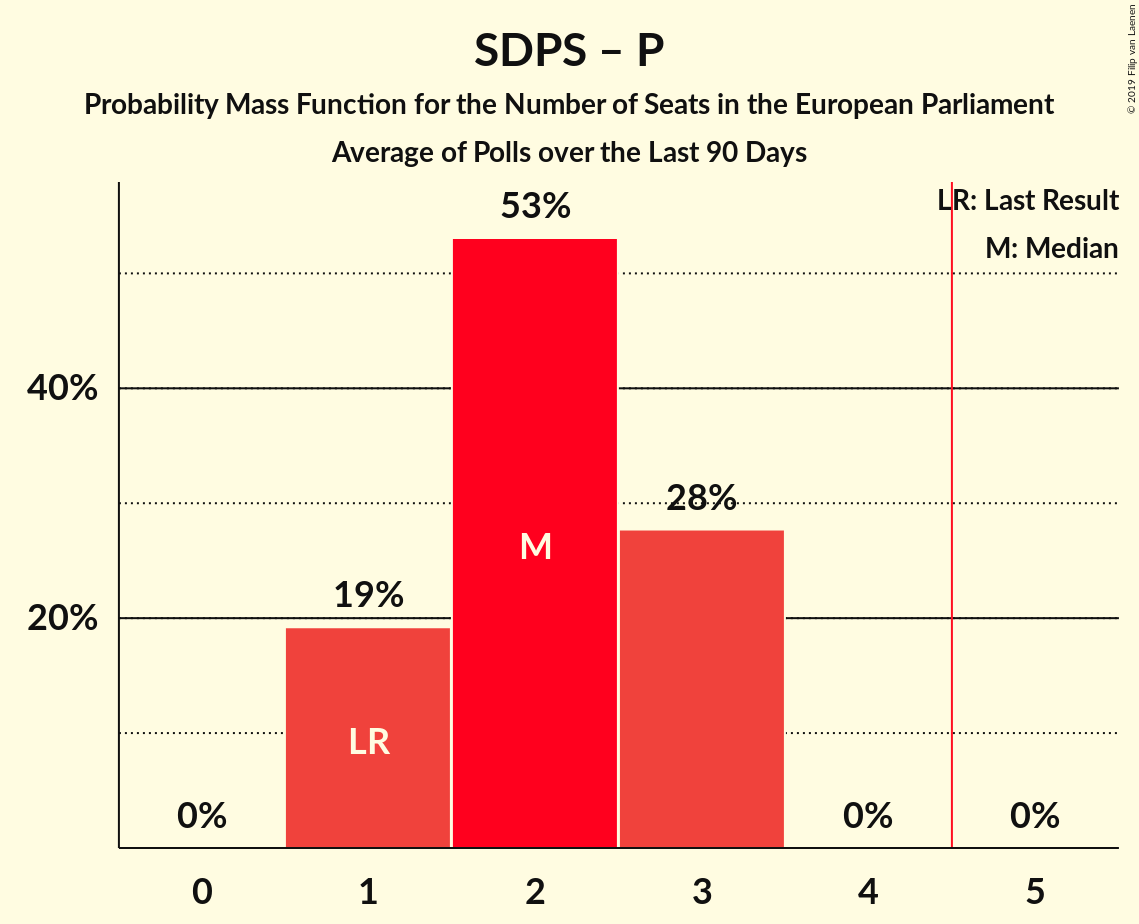 SDPS – P
Probability Mass Function for the Number of Seats in the European Parliament
Average of Polls over the Last 90 Days
© 2019 Filip van Laenen
LR: Last Result
M: Median
53%
40%
28%
M
19%
20%
LR
0%
0%
0%
0
1
2
3
4
5